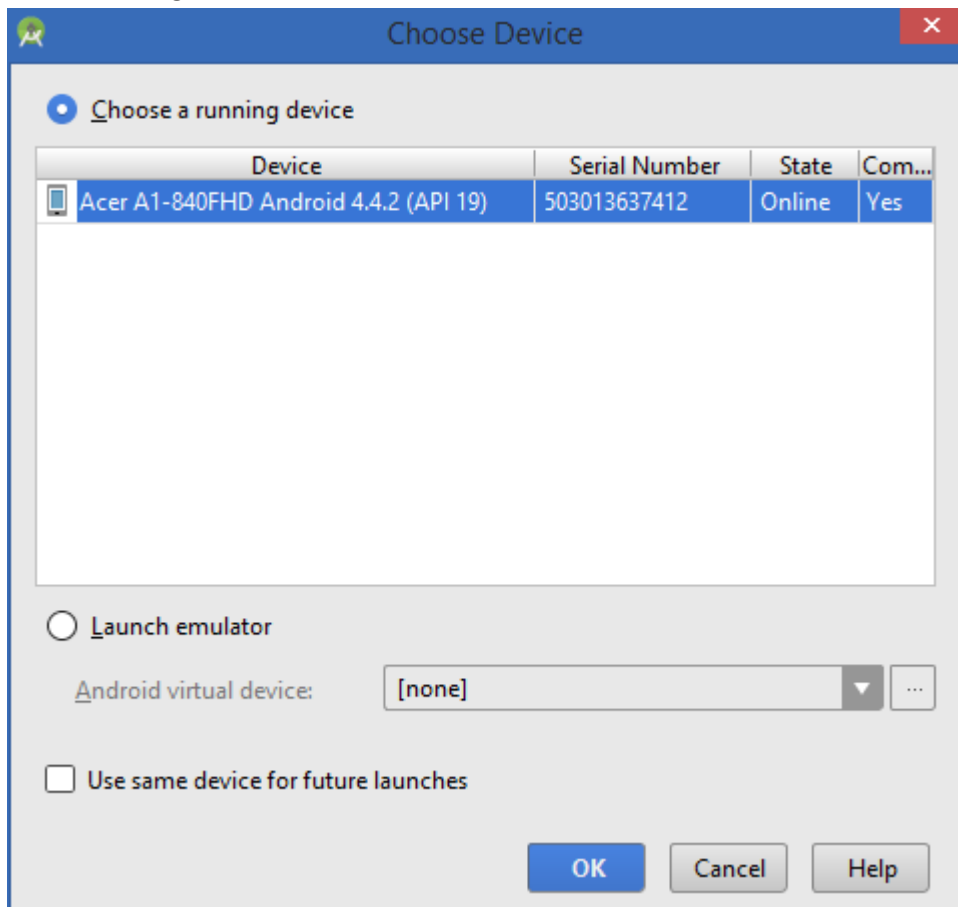 Choose Device
Choose a running device
Device Serial Number State Com...
Acer A1-840FHD Android 4.4.2 (API 19) 503013637412 Online Yes
Launch emulator
Android virtual device: [none] ...
Use same device for future launches
OK Cancel Help